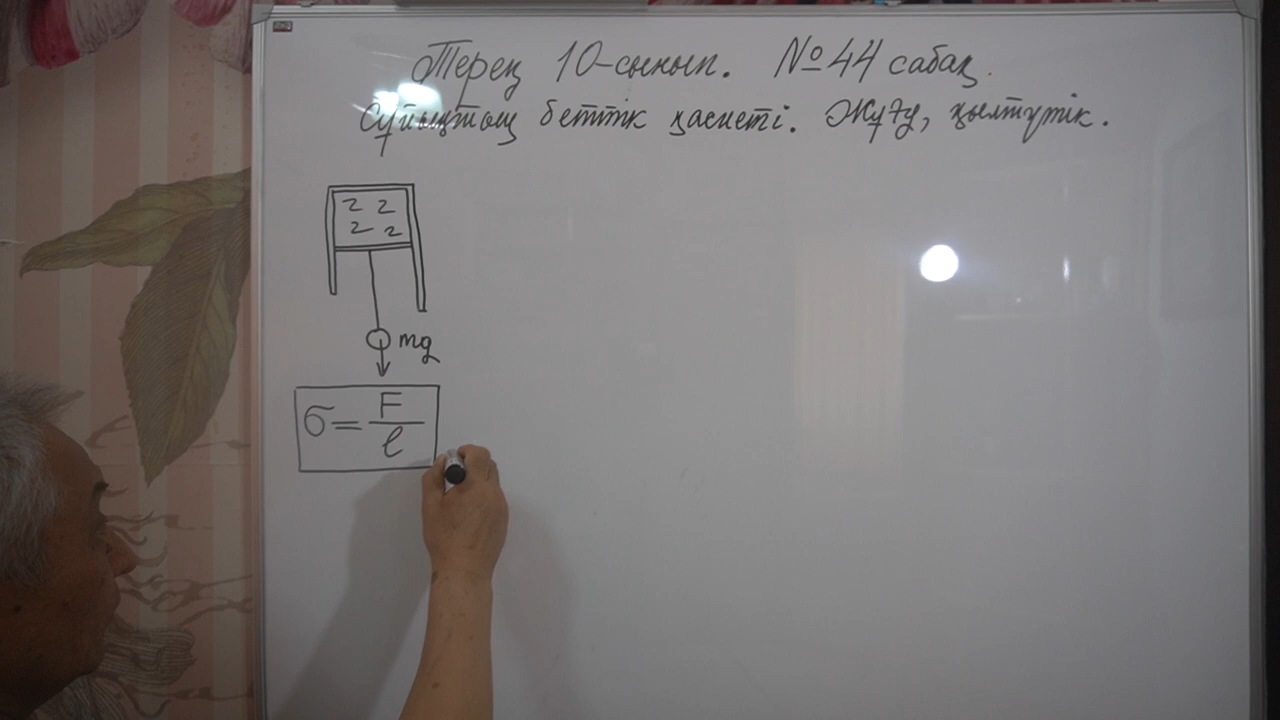 Терең 10-сынып. №44 сабақ.
Сұйықтың беттік қасиеті. Жұғу, қылтүтік.
mg
σ = F / l